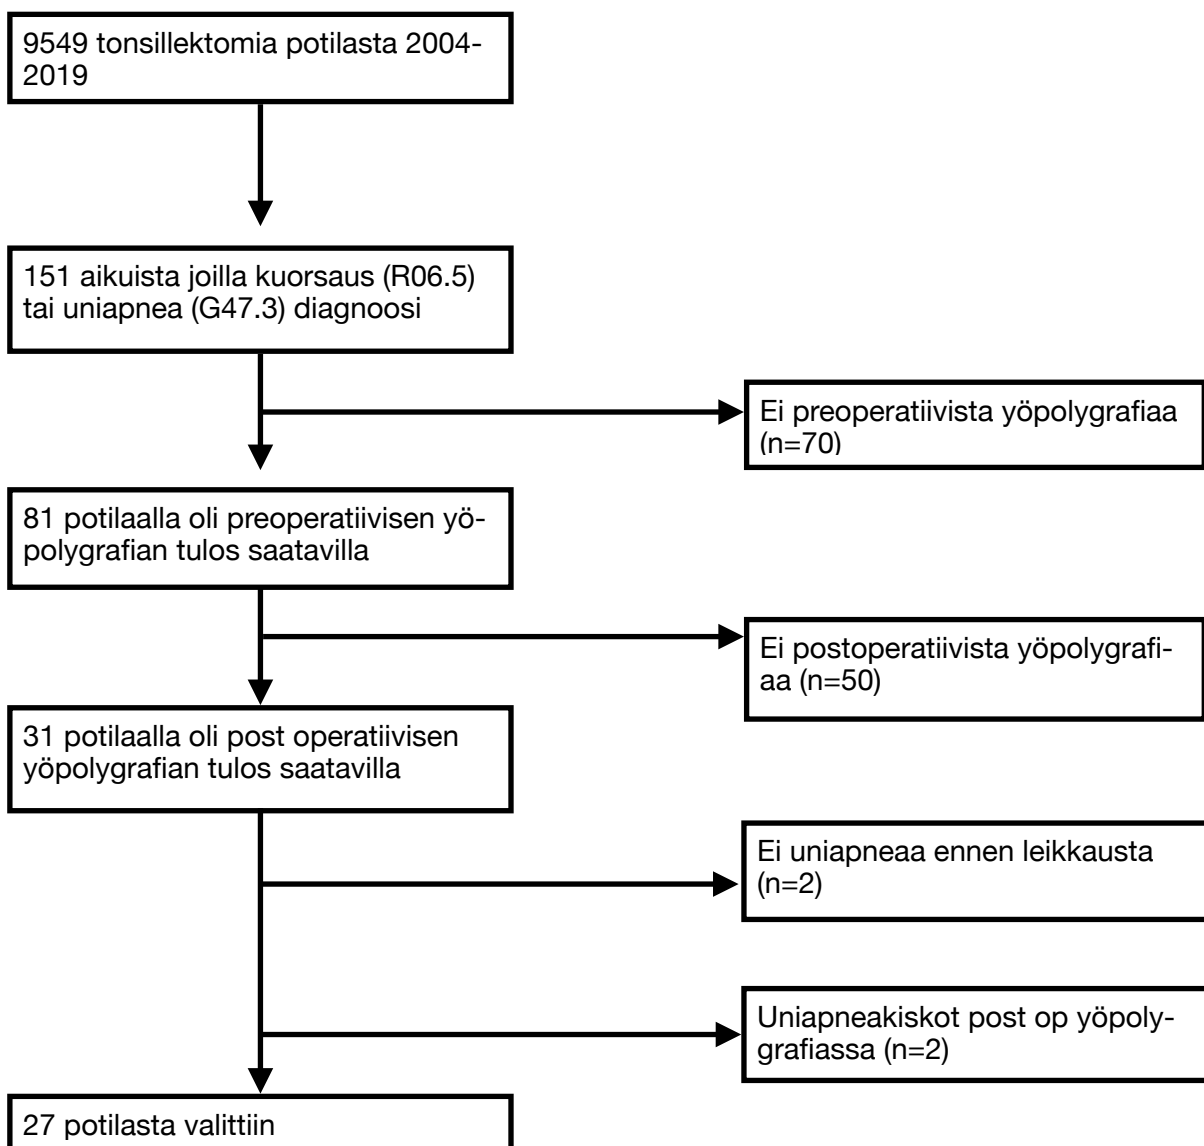 9549 tonsillektomia potilasta 2004-
2019
151 aikuista joilla kuorsaus (R06.5)
tai uniapnea (G47.3) diagnoosi
Ei preoperatiivista yöpolygrafiaa
(n=70)
81 potilaalla oli preoperatiivisen yö-
polygrafian tulos saatavilla
Ei postoperatiivista yöpolygrafi-
aa (n=50)
31 potilaalla oli post operatiivisen
yöpolygrafian tulos saatavilla
Ei uniapneaa ennen leikkausta
(n=2)
Uniapneakiskot post op yöpoly-
grafiassa (n=2)
27 potilasta valittiin